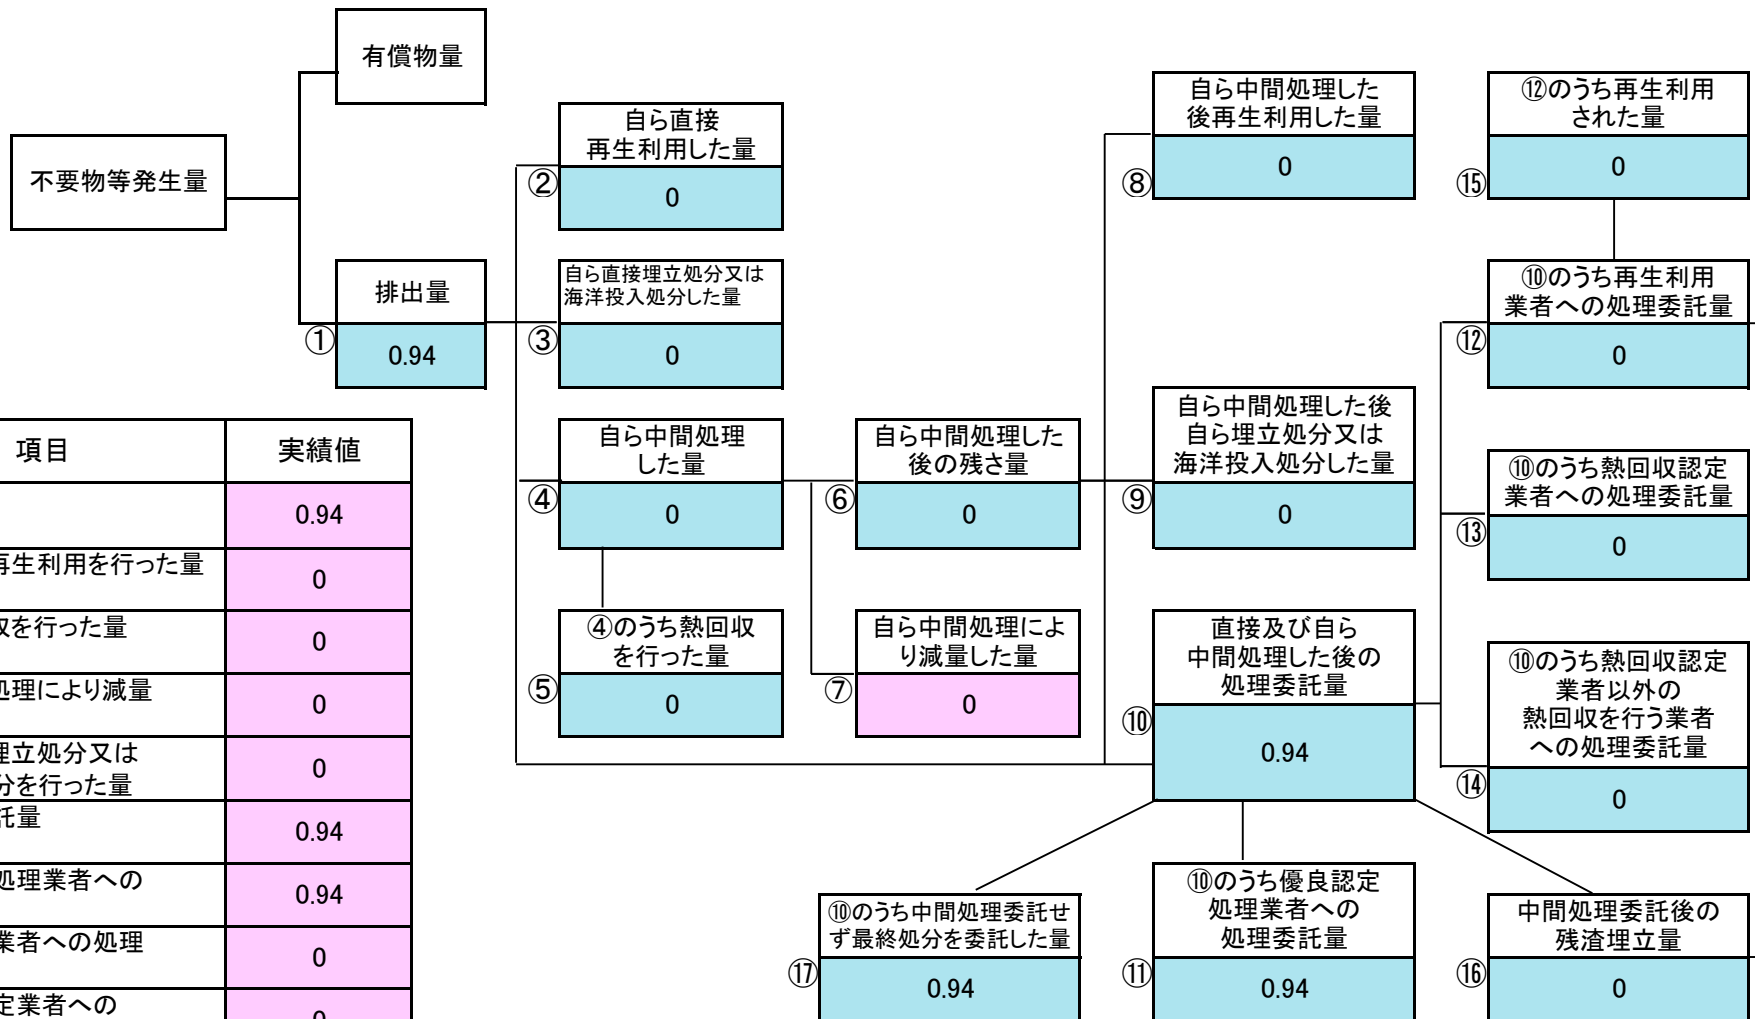 有償物量
不要物等発生量
排出量
①
0.94
自ら直接
再生利用した量
②
0
自ら直接埋立処分又は
海洋投入処分した量
③
0
自ら中間処理
した量
④
0
④のうち熱回収
を行った量
⑤
0
自ら中間処理した
後の残さ量
⑥
0
自ら中間処理によ
り減量した量
⑦
0
自ら中間処理した
後再生利用した量
⑧
0
自ら中間処理した後
自ら埋立処分又は
海洋投入処分した量
⑨
0
直接及び自ら
中間処理した後の
処理委託量
⑩
0.94
⑫のうち再生利用
された量
⑮
0
⑩のうち再生利用
業者への処理委託量
⑫
0
⑩のうち熱回収認定
業者への処理委託量
⑬
0
⑩のうち熱回収認定
業者以外の
熱回収を行う業者
への処理委託量
⑭
0
⑩のうち中間処理委託せ
ず最終処分を委託した量
⑰
0.94
⑩のうち優良認定
処理業者への
処理委託量
⑪
0.94
中間処理委託後の
残渣埋立量
⑯
0
項目 実績値
0.94
再生利用を行った量
0
を行った量
0
処理により減量
0
埋立処分又は
分を行った量
0
託量
0.94
処理業者への
0.94
業者への処理
0
定業者への
0